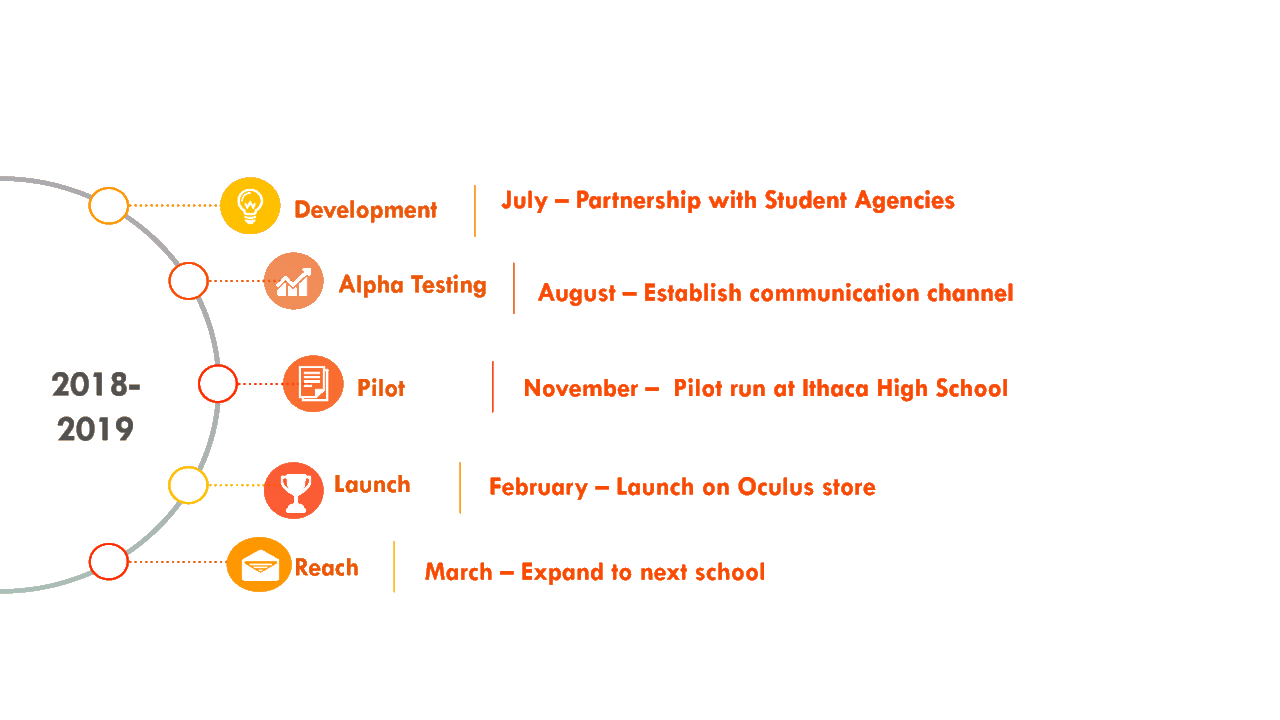 Development
July – Partnership with Student Agencies
Alpha Testing
August – Establish communication channel
2018-
2019
Pilot
November –  Pilot run at Ithaca High School
Launch
February – Launch on Oculus store
Reach
March – Expand to next school